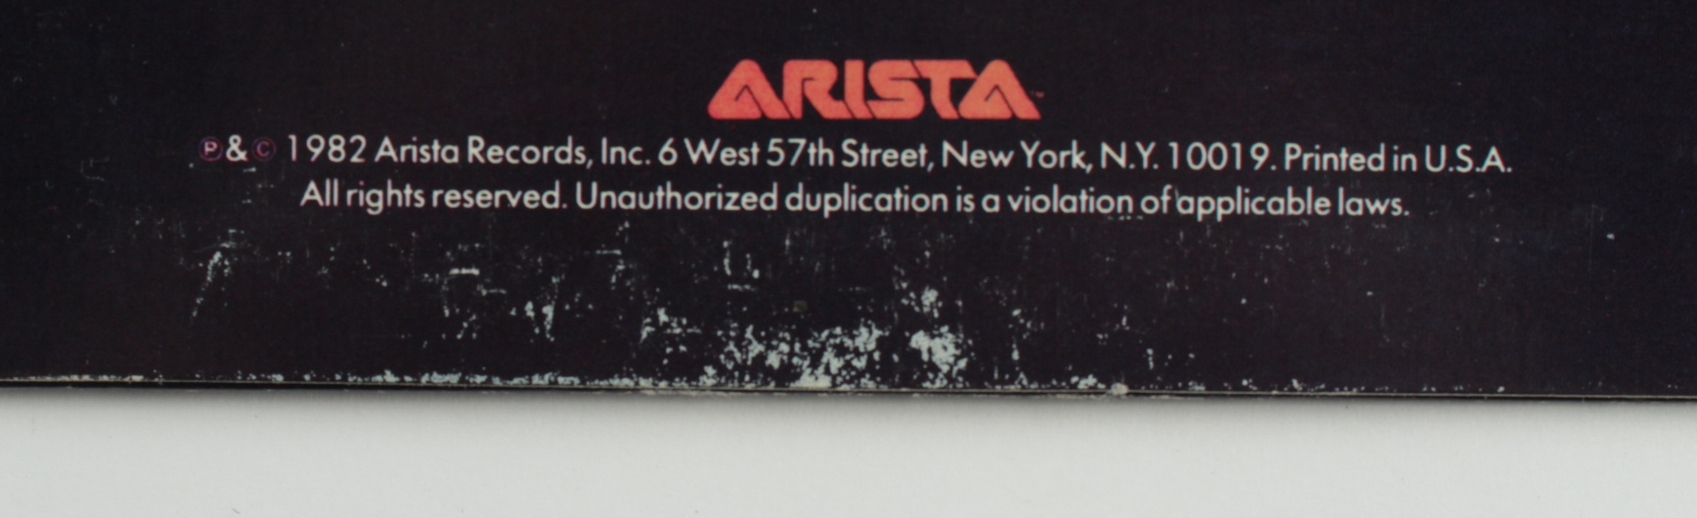 ARISTA™
℗ & © 1982 Arista Records, Inc. 6 West 57th Street, New York, N.Y. 10019. Printed in U.S.A.
All rights reserved. Unauthorized duplication is a violation of applicable laws.